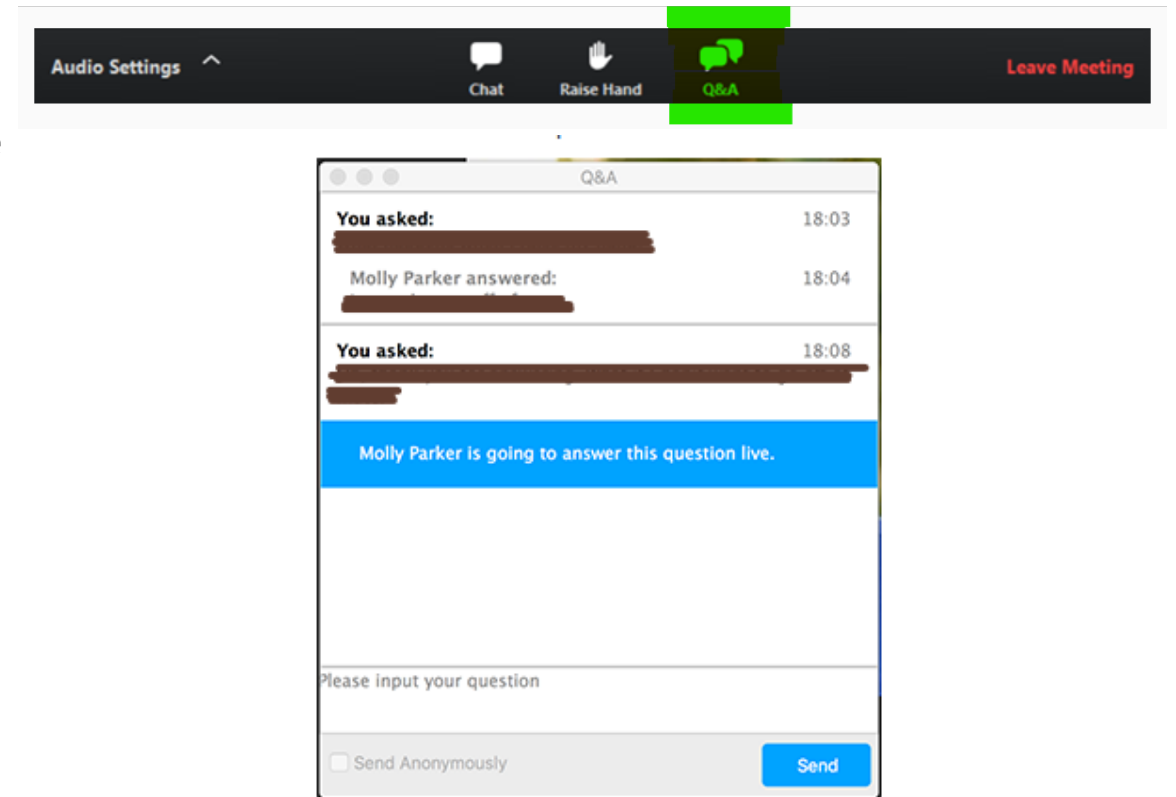 Audio Settings
Chat Raise Hand Q&A
Leave Meeting
Q&A
You asked: 18:03
Molly Parker answered: 18:04
You asked: 18:08
Molly Parker is going to answer this question live.
Please input your question
Send Anonymously
Send